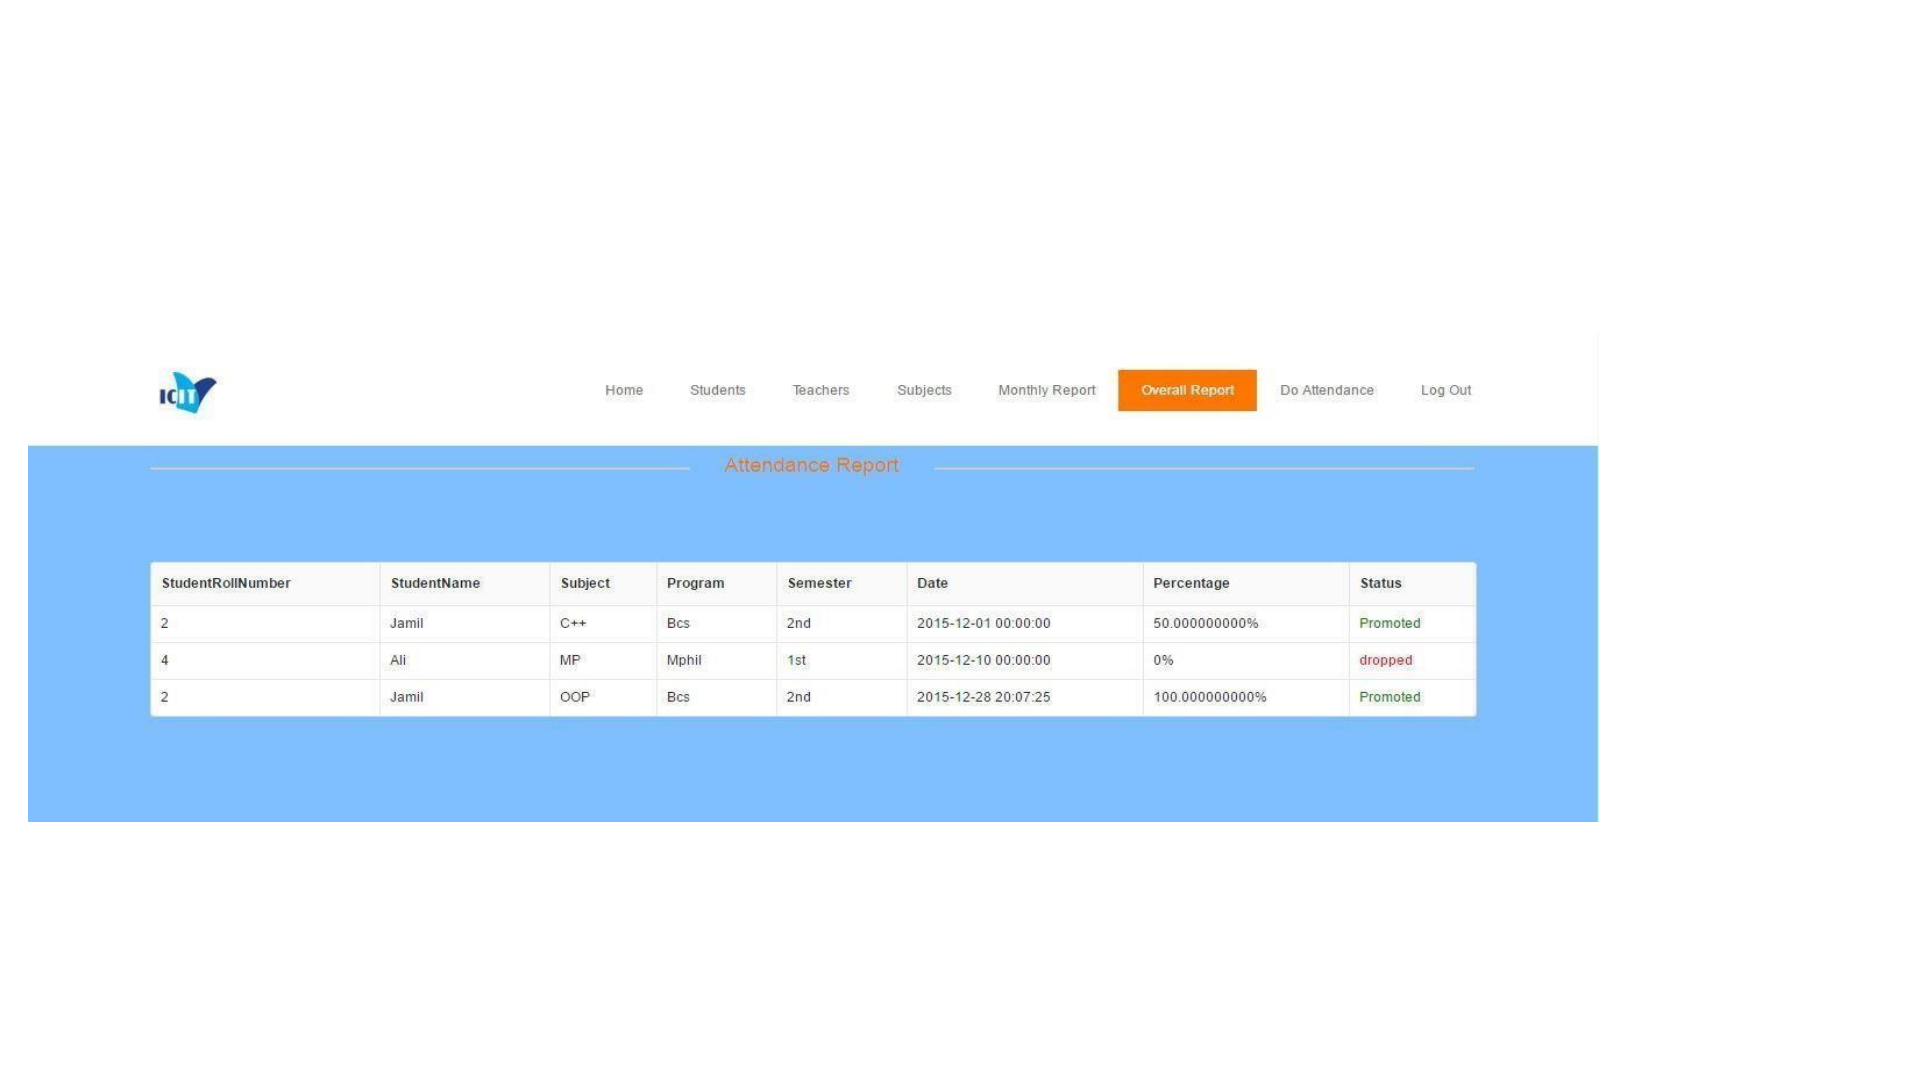 ICIT
Home Students Teachers Subjects Monthly Report Overall Report Do Attendance Log Out
Attendance Report
StudentRollNumber StudentName Subject Program Semester Date Percentage Status
2 Jamil C++ Bcs 2nd 2015-12-01 00:00:00 50.000000000% Promoted
4 Ali MP Mphil 1st 2015-12-10 00:00:00 0% dropped
2 Jamil OOP Bcs 2nd 2015-12-28 20:07:25 100.000000000% Promoted